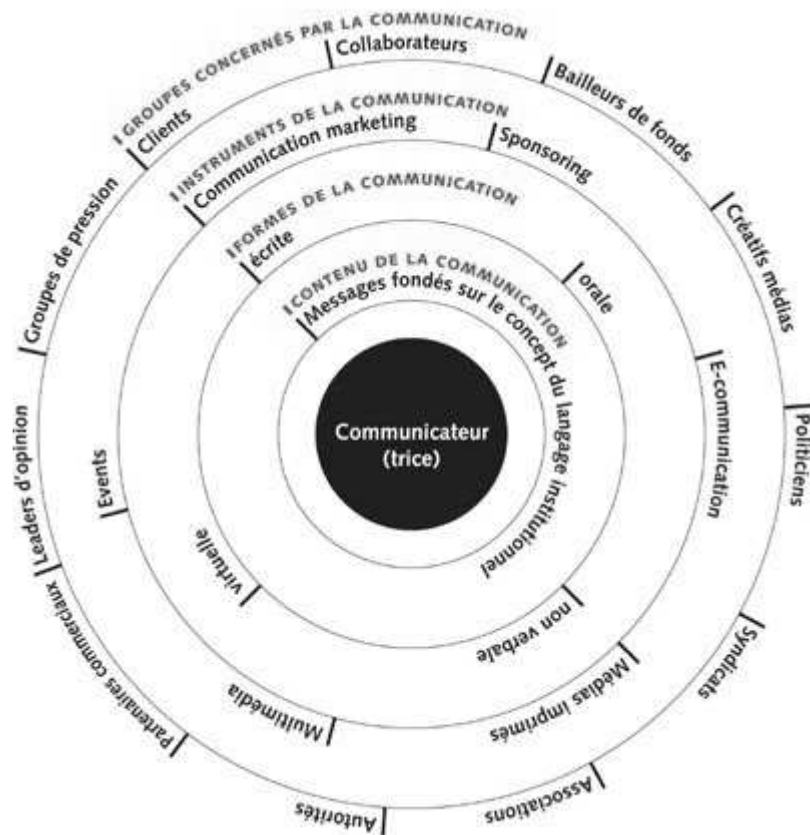 GROUPES CONCERNÉS PAR LA COMMUNICATION
Clients
Collaborateurs
Bailleurs de fonds
Créatifs médias
Politiciens
Syndicats
Associations
Autorités
Partenaires commerciaux
Leaders d'opinion
Groupes de pression
INSTRUMENTS DE LA COMMUNICATION
Communication marketing
Sponsoring
E-communication
Médias imprimés
Multimédia
Events
FORMES DE LA COMMUNICATION
écrite
orale
non verbale
virtuelle
CONTENU DE LA COMMUNICATION
Messages fondés sur le concept du langage institutionnel
Communicateur
(trice)